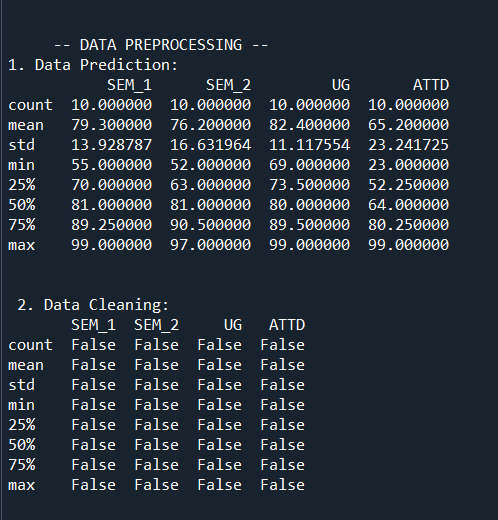 -- DATA PREPROCESSING --
1. Data Prediction:
SEM_1 SEM_2 UG ATTD
count 10.000000 10.000000 10.000000 10.000000
mean 79.300000 76.200000 82.400000 65.200000
std 13.928787 16.631964 11.117554 23.241725
min 55.000000 52.000000 69.000000 23.000000
25% 70.000000 63.000000 73.500000 52.250000
50% 81.000000 81.000000 80.000000 64.000000
75% 89.250000 90.500000 89.500000 80.250000
max 99.000000 97.000000 99.000000 99.000000
2. Data Cleaning:
SEM_1 SEM_2 UG ATTD
count False False False False
mean False False False False
std False False False False
min False False False False
25% False False False False
50% False False False False
75% False False False False
max False False False False